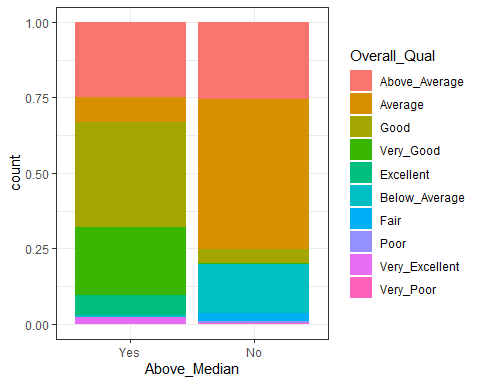 1.00
0.75
0.50
0.25
0.00
count
Yes
No
Above_Median
Overall_Qual
Above_Average
Average
Good
Very_Good
Excellent
Below_Average
Fair
Poor
Very_Excellent
Very_Poor